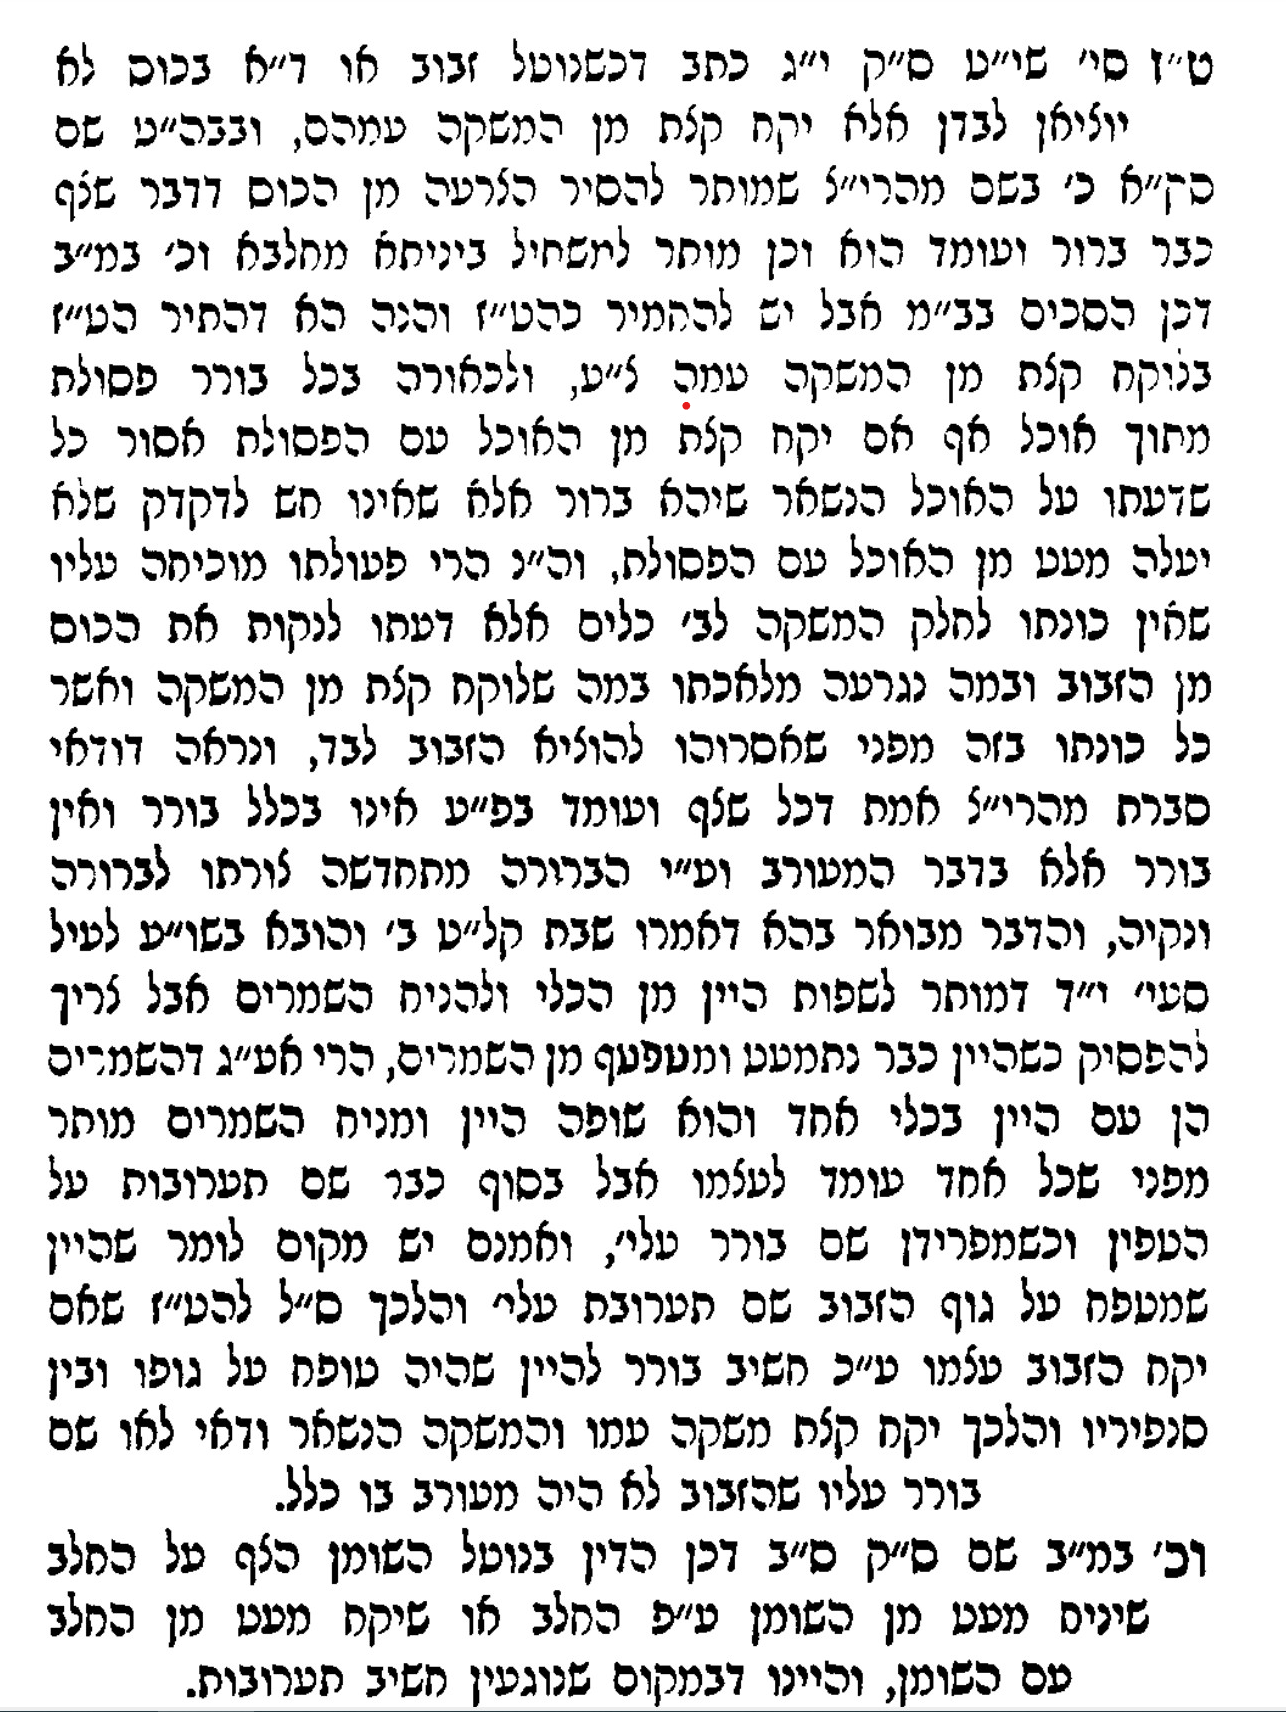 ט״ז סי׳ שי״ט ס״ק י״ג כתב דכשנוטל זבוב או ד״א בכוס לא
יוציאן לבדן אלא יקח קצת מן המשקה עמהם, ובבה״ט שם
סק״א כ׳ בשם מהרי״צ שמותר להסיר הצרעה מן הכוס דדבר שצף
כבר ברור ועומד הוא וכן מותר למשחיל ביניתא מחלבא וכ׳ במ״ב
דכן הסכים בב״מ אבל יש להחמיר כהט״ז והנה הא דהתיר הט״ז
בנוקח קצת מן המשקה עמה צ״ע, ולכאורה בכל בורר פסולת
מתוך אוכל אף אם יקח קצת מן האוכל עם הפסולת אסור כל
שדעתו על האוכל הנשאר שיהא ברור אלא שאינו חש לדקדק שלא
יעלה מעט מן האוכל עם הפסולת, וה״נ הרי פעולתו מוכיחה עליו
שאין כונתו לחלק המשקה לב׳ כלים אלא דעתו לנקות את הכוס
מן הזבוב ובמה נגרעה מלאכתו במה שלוקח קצת מן המשקה ואשר
כל כונתו בזה מפני שאסרוהו להוציא הזבוב לבד, ונראה דודאי
סברת מהרי״צ אמת דכל שצף ועומד בפ״ע אינו בכלל בורר ואין
בורר אלא בדבר המעורב וע״י הברירה מתחדשה צורתו לברורה
ונקיה, והדבר מבואר בהא דאמרו שבת קל״ט ב׳ והובא בשו״ע לעיל
סעי׳ י״ד דמותר לשפות היין מן הכלי ולהניח השמרים אבל צריך
להפסיק כשהיין כבר נתמעט ומטפטף מן השמרים, הרי אע״ג דהשמרים
הן עם היין בכלי אחד והוא שופה היין ומניח השמרים מותר
מפני שכל אחד עומד לעצמו אבל בסוף כבר שם תערובות על
הטפין וכשמפרידן שם בורר עלי׳, ואמנם יש מקום לומר שהיין
שמטפח על גוף הזבוב שם תערובת עלי׳ והלכך ס״ל להט״ז שאם
יקח הזבוב עצמו ע״כ חשיב בורר להיין שהיה טופח על גופו ובין
סנפיריו והלכך יקח קצת משקה עמו והמשקה הנשאר ודאי לאו שם
בורר עליו שהזבוב לא היה מעורב בו כלל.
וכ׳ במ״ב שם ס״ק ס״ב דכן הדין בנוטל השומן הצף על החלב
שיניח מעט מן השומן ע״פ החלב או שיקח מעט מן החלב
עם השומן, והיינו דבמקום שנוגעין חשיב תערובות.